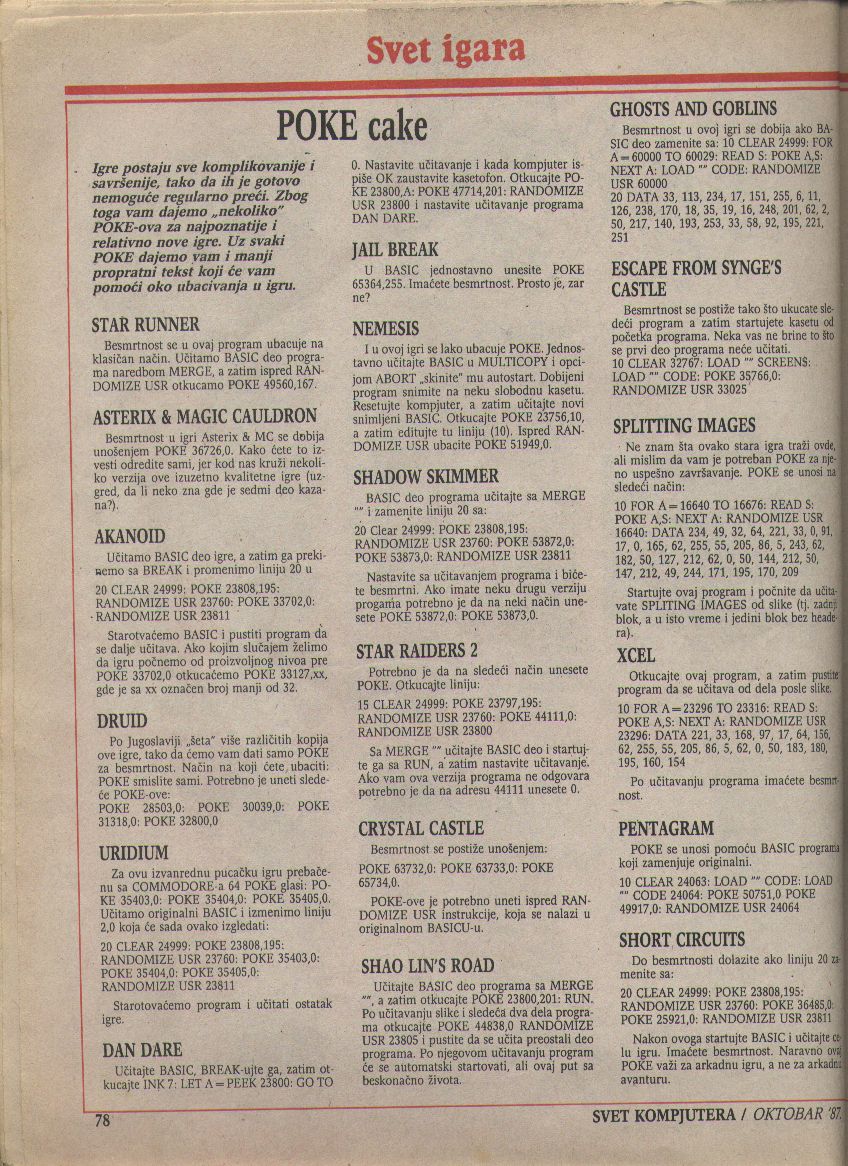 Svet igara
POKE cake
Igre postaju sve komplikovanije i
savršenije, tako da ih je gotovo
nemoguće regularno preći. Zbog
toga vam dajemo „nekoliko”
POKE-ova za najpoznatije i
relativno nove igre. Uz svaki
POKE dajemo vam i manji
propratni tekst koji će vam
pomoći oko ubacivanja u igru.
STAR RUNNER
Besmrtnost se u ovaj program ubacuje na
klasičan način. Učitamo BASIC deo progra-
ma naredbom MERGE, a zatim ispred RAN-
DOMIZE USR otkucamo POKE 49560,167.
ASTERIX & MAGIC CAULDRON
Besmrtnost u igri Asterix & MC se dobija
unošenjem POKE 36726,0. Kako ćete to iz-
vesti odredite sami, jer kod nas kruži nekoli-
ko verzija ove izuzetno kvalitetne igre (uz-
gred, da li neko zna gde je sedmi deo kaza-
na?).
AKANOID
Učitamo BASIC deo igre, a zatim ga preki-
nemo sa BREAK i promenimo liniju 20 u
20 CLEAR 24999: POKE 23808,195:
RANDOMIZE USR 23760: POKE 33702,0:
RANDOMIZE USR 23811
Starotvaćemo BASIC i pustiti program da
se dalje učitava. Ako kojim slučajem želimo
da igru počnemo od proizvoljnog nivoa pre
POKE 33702,0 otkucaćemo POKE 33127,xx,
gde je sa xx označen broj manji od 32.
DRUID
Po Jugoslaviji „šeta” više različitih kopija
ove igre, tako da ćemo vam dati samo POKE
za besmrtnost. Način na koji ćete ubaciti:
POKE smislite sami. Potrebno je uneti slede-
će POKE-ove:
POKE 28503,0: POKE 30039,0: POKE
31318,0: POKE 32800,0
URIDIUM
Za ovu izvanrednu pucačku igru prebače-
nu sa COMMODORE-a 64 POKE glasi: PO-
KE 35403,0: POKE 35404,0: POKE 35405,0.
Učitamo originalni BASIC i izmenimo liniju
2,0 koja će sada ovako izgledati:
20 CLEAR 24999: POKE 23808,195:
RANDOMIZE USR 23760: POKE 35403,0:
POKE 35404,0: POKE 35405,0:
RANDOMIZE USR 23811
Starotovaćemo program i učitati ostatak
igre.
DAN DARE
Učitajte BASIC, BREAK-ujte ga, zatim ot-
kucajte INK 7: LET A=PEEK 23800: GO TO
0. Nastavite učitavanje i kada kompjuter is-
piše OK zaustavite kasetofon. Otkucajte PO-
KE 23800,A: POKE 47714,201: RANDOMIZE
USR 23800 i nastavite učitavanje programa
DAN DARE.
JAIL BREAK
U BASIC jednostavno unesite POKE
65364,255. Imaćete besmrtnost. Prosto je, zar
ne?
NEMESIS
I u ovoj igri se lako ubacuje POKE. Jednos-
tavno učitajte BASIC u MULTICOPY i opci-
jom ABORT „skinite” mu autostart. Dobijeni
program snimite na neku slobodnu kasetu.
Resetujte kompjuter, a zatim učitajte novi
snimljeni BASIC. Otkucajte POKE 23756,10,
a zatim editujte tu liniju (10). Ispred RAN-
DOMIZE USR ubacite POKE 51949,0.
SHADOW SKIMMER
BASIC deo programa učitajte sa MERGE
"" i zamenite liniju 20 sa:
20 Clear 24999: POKE 23808,195:
RANDOMIZE USR 23760: POKE 53872,0:
POKE 53873,0: RANDOMIZE USR 23811
Nastavite sa učitavanjem programa i biće-
te besmrtni. Ako imate neku drugu verziju
progama potrebno je da na neki način une-
sete POKE 53872,0: POKE 53873,0.
STAR RAIDERS 2
Potrebno je da na sledeći način unesete
POKE. Otkucajte liniju:
15 CLEAR 24999: POKE 23797,195:
RANDOMIZE USR 23760: POKE 44111,0:
RANDOMIZE USR 23800
Sa MERGE "" učitajte BASIC deo i startuj-
te ga sa RUN, a zatim nastavite učitavanje.
Ako vam ova verzija programa ne odgovara
potrebno je da na adresu 44111 unesete 0.
CRYSTAL CASTLE
Besmrtnost se postiže unošenjem:
POKE 63732,0: POKE 63733,0: POKE
65734,0.
POKE-ove je potrebno uneti ispred RAN-
DOMIZE USR instrukcije, koja se nalazi u
originalnom BASICU-u.
SHAO LIN'S ROAD
Učitajte BASIC deo programa sa MERGE
"", a zatim otkucajte POKE 23800,201: RUN.
Po učitavanju slike i sledeća dva dela progra-
ma otkucajte POKE 44838,0 RANDOMIZE
USR 23805 i pustite da se učita preostali deo
programa. Po njegovom učitavanju program
će se automatski startovati, ali ovaj put sa
beskonačno života.
GHOSTS AND GOBLINS
Besmrtnost u ovoj igri se dobija ako BA-
SIC deo zamenite sa: 10 CLEAR 24999: FOR
A=60000 TO 60029: READ S: POKE A,S:
NEXT A: LOAD "" CODE: RANDOMIZE
USR 60000
20 DATA 33, 113, 234, 17, 151, 255, 6, 11,
126, 238, 170, 18, 35, 19, 16, 248, 201, 62, 2,
50, 217, 140, 193, 253, 33, 58, 92, 195, 221,
251
ESCAPE FROM SYNGE'S
CASTLE
Besmrtnost se postiže tako što ukucate sle-
deći program a zatim startujete kasetu od
početka programa. Neka vas ne brine to što
se prvi deo programa neće učitati.
10 CLEAR 32767: LOAD "" SCREEN$:
LOAD "" CODE: POKE 35766,0:
RANDOMIZE USR 33025
SPLITTING IMAGES
Ne znam šta ovako stara igra traži ovde,
ali mislim da vam je potreban POKE za nje-
no uspešno završavanje. POKE se unosi na
sledeći način:
10 FOR A=16640 TO 16676: READ S:
POKE A,S: NEXT A: RANDOMIZE USR
16640: DATA 234, 49, 32, 64, 221, 33, 0, 91,
17, 0, 165, 62, 255, 55, 205, 86, 5, 243, 62,
182, 50, 127, 212, 62, 0, 50, 144, 212, 50,
147, 212, 49, 244, 171, 195, 170, 209
Startujte ovaj program i počnite da učita-
vate SPLITING IMAGES od slike (tj. zadnji
blok, a u isto vreme i jedini blok bez heade-
ra).
XCEL
Otkucajte ovaj program, a zatim pustite
program da se učitava od dela posle slike.
10 FOR A=23296 TO 23316: READ S:
POKE A,S: NEXT A: RANDOMIZE USR
23296: DATA 221, 33, 168, 97, 17, 64, 156,
62, 255, 55, 205, 86, 5, 62, 0, 50, 183, 180,
195, 160, 154
Po učitavanju programa imaćete besmrt-
nost.
PENTAGRAM
POKE se unosi pomoću BASIC programa
koji zamenjuje originalni.
10 CLEAR 24063: LOAD "" CODE: LOAD
"" CODE 24064: POKE 50751,0 POKE
49917,0: RANDOMIZE USR 24064
SHORT CIRCUITS
Do besmrtnosti dolazite ako liniju 20 za-
menite sa:
20 CLEAR 24999: POKE 23808,195:
RANDOMIZE USR 23760: POKE 36485,0:
POKE 25921,0: RANDOMIZE USR 23811
Nakon ovoga startujte BASIC i učitajte ce-
lu igru. Imaćete besmrtnost. Naravno ovaj
POKE važi za arkadnu igru, a ne za arkadnu
avanturu.
78
SVET KOMPJUTERA / OKTOBAR '87.